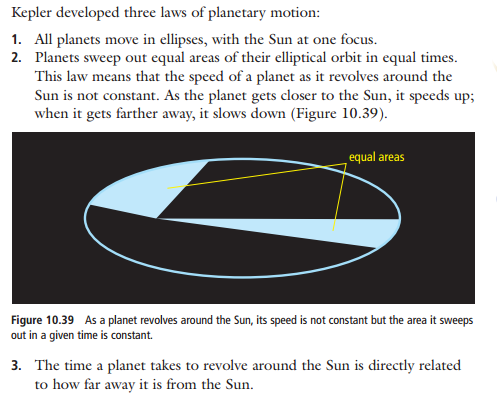 Kepler developed three laws of planetary motion:
1. All planets move in ellipses, with the Sun at one focus.
2. Planets sweep out equal areas of their elliptical orbit in equal times.
This law means that the speed of a planet as it revolves around the
Sun is not constant. As the planet gets closer to the Sun, it speeds up;
when it gets farther away, it slows down (Figure 10.39).
equal areas
Figure 10.39 As a planet revolves around the Sun, its speed is not constant but the area it sweeps
out in a given time is constant.
3. The time a planet takes to revolve around the Sun is directly related
to how far away it is from the Sun.